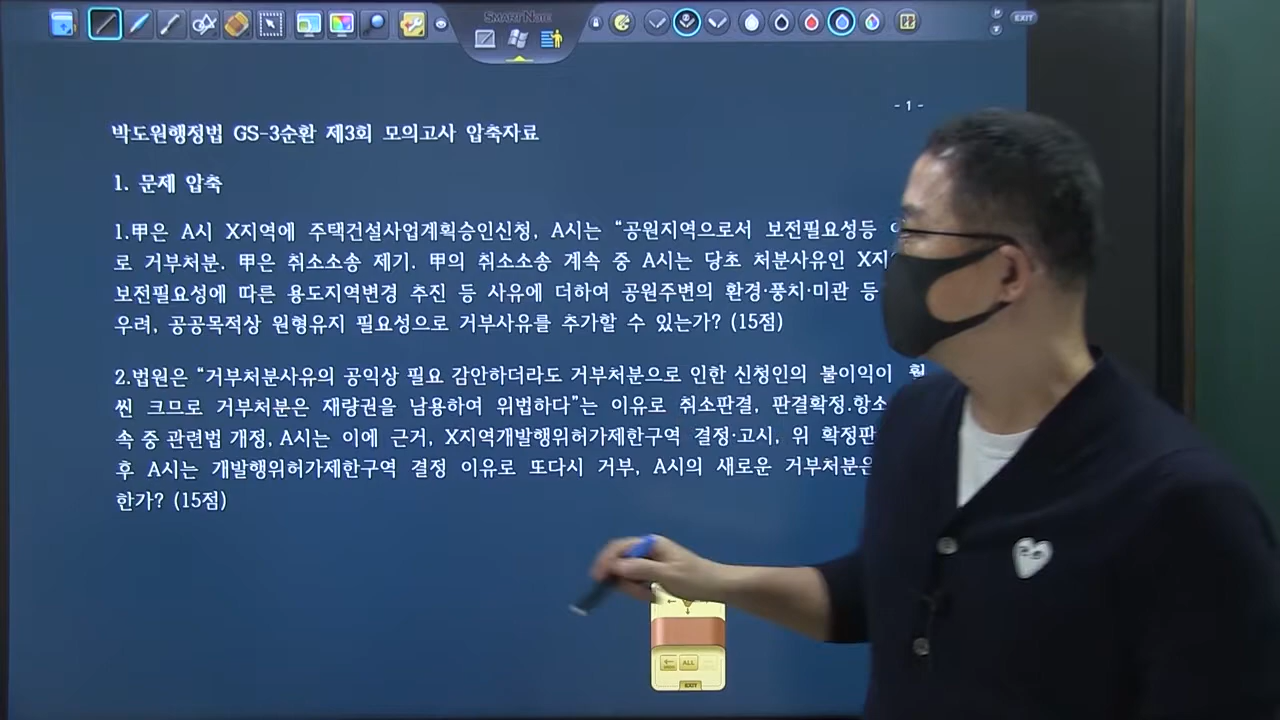 SMART NOTE
EXIT
- 1 -
박도원행정법 GS-3순환 제3회 모의고사 압축자료
1. 문제 압축
1.甲은 A시 X지역에 주택건설사업계획승인신청, A시는 “공원지역으로서 보전필요성등
로 거부처분. 甲은 취소소송 제기. 甲의 취소소송 계속 중 A시는 당초 처분사유인
보전필요성에 따른 용도지역변경 추진 등 사유에 더하여 공원주변의 환경·풍치·미관 등
우려, 공공목적상 원형유지 필요성으로 거부사유를 추가할 수 있는가? (15점)
2.법원은 “거부처분사유의 공익상 필요 감안하더라도 거부처분으로 인한 신청인의 불이익이 훨
씬 크므로 거부처분은 재량권을 남용하여 위법하다”는 이유로 취소판결, 판결확정.항소
속 중 관련법 개정, A시는 이에 근거, X지역개발행위허가제한구역 결정·고시, 위
후 A시는 개발행위허가제한구역 결정 이유로 또다시 거부, A시의 새로운 거부처분은
한가? (15점)
ALL
EXIT